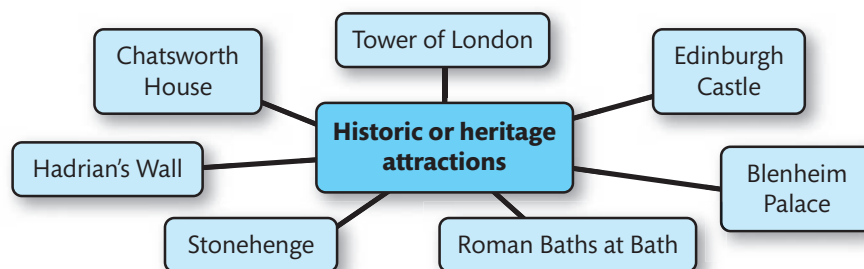 Tower of London
Chatsworth
House
Edinburgh
Castle
Historic or heritage
attractions
Hadrian's Wall
Blenheim
Palace
Stonehenge
Roman Baths at Bath